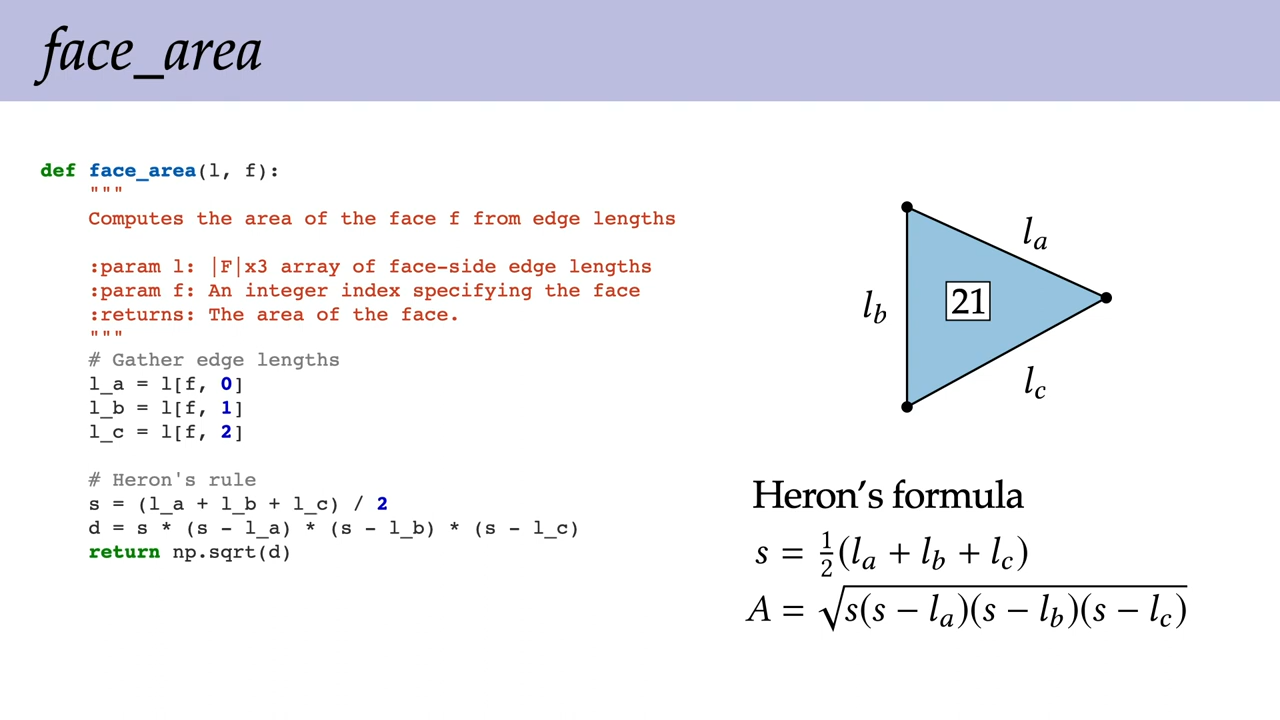 face_area
def face_area(l, f):
    """
    Computes the area of the face f from edge lengths

    :param l: |F|x3 array of face-side edge lengths
    :param f: An integer index specifying the face
    :returns: The area of the face.
    """
    # Gather edge lengths
    l_a = l[f, 0]
    l_b = l[f, 1]
    l_c = l[f, 2]

    # Heron's rule
    s = (l_a + l_b + l_c) / 2
    d = s * (s - l_a) * (s - l_b) * (s - l_c)
    return np.sqrt(d)
l_a
l_b
21
l_c
Heron’s formula
s = ½(l_a + l_b + l_c)
A = √s(s − l_a)(s − l_b)(s − l_c)